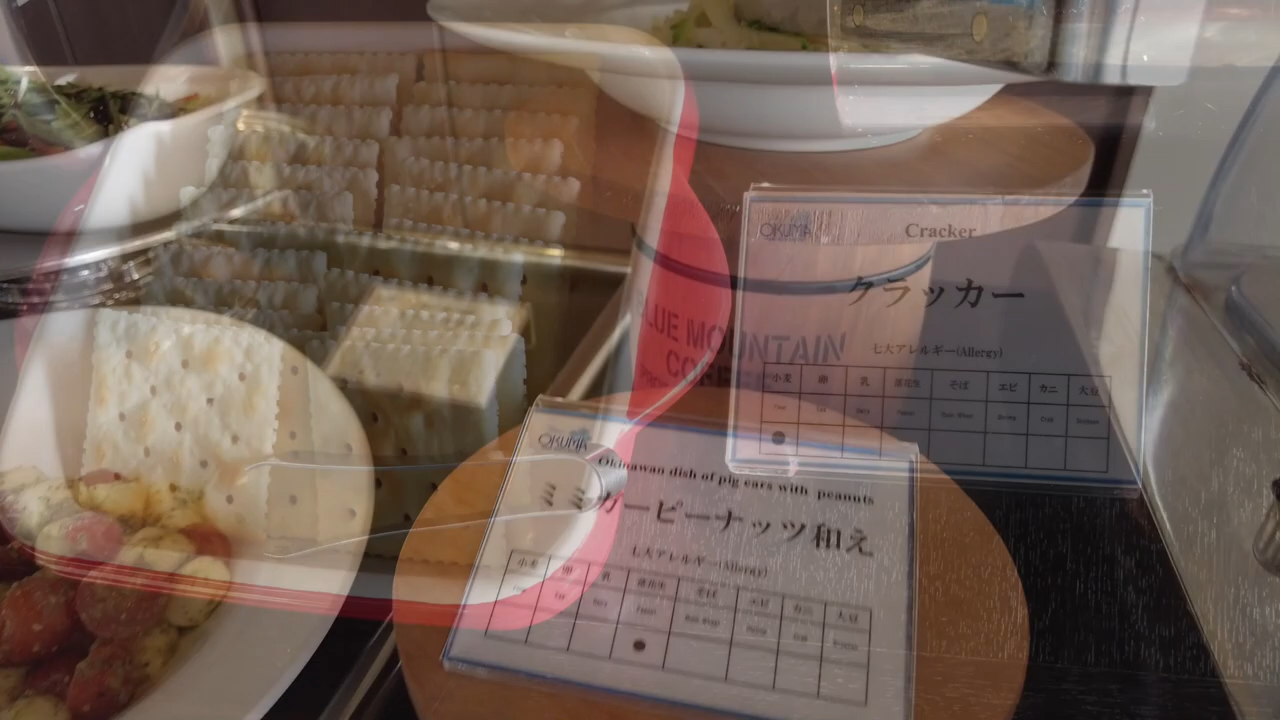 OKUMA
Cracker
クラッカー
七大アレルギー(Allergy)
小麦 卵 乳 落花生 そば エビ カニ 大豆
BLUE MOUNTAIN
COFFEE
OKUMA
Okinawan dish of pig ears with peanuts
ミミガーピーナッツ和え
七大アレルギー(Allergy)
小麦 卵 乳 落花生 そば エビ カニ 大豆